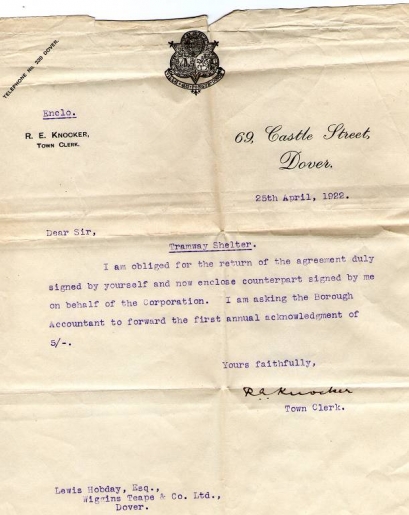 TELEPHONE No. 320 DOVER.
Enclo.
R. E. KNOCKER,
TOWN CLERK.
69, Castle Street,
Dover,
25th April, 1922.
Dear Sir,
Tramway Shelter.
I am obliged for the return of the agreement duly
signed by yourself and now enclose counterpart signed by me
on behalf of the Corporation. I am asking the Borough
Accountant to forward the first annual acknowledgment of
5/-.
Yours faithfully,
R E Knocker
Town Clerk.
Lewis Hobday, Esq.,
Wiggins Teape & Co. Ltd.,
Dover.